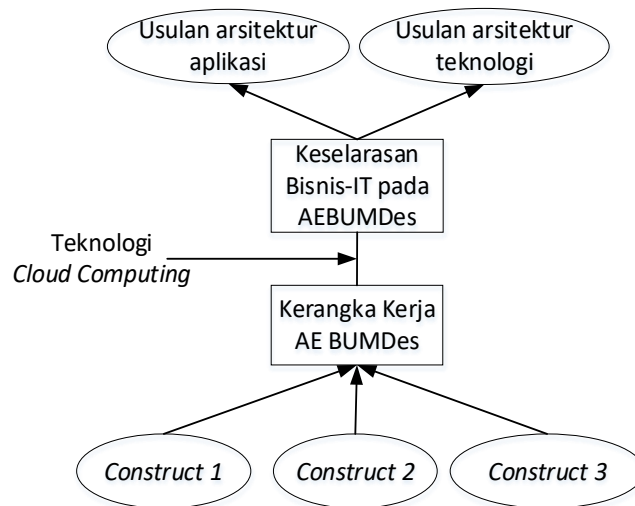 Usulan arsitektur
aplikasi
Usulan arsitektur
teknologi
Keselarasan
Bisnis-IT pada
AEBUMDes
Teknologi
Cloud Computing
Kerangka Kerja
AE BUMDes
Construct 1
Construct 2
Construct 3